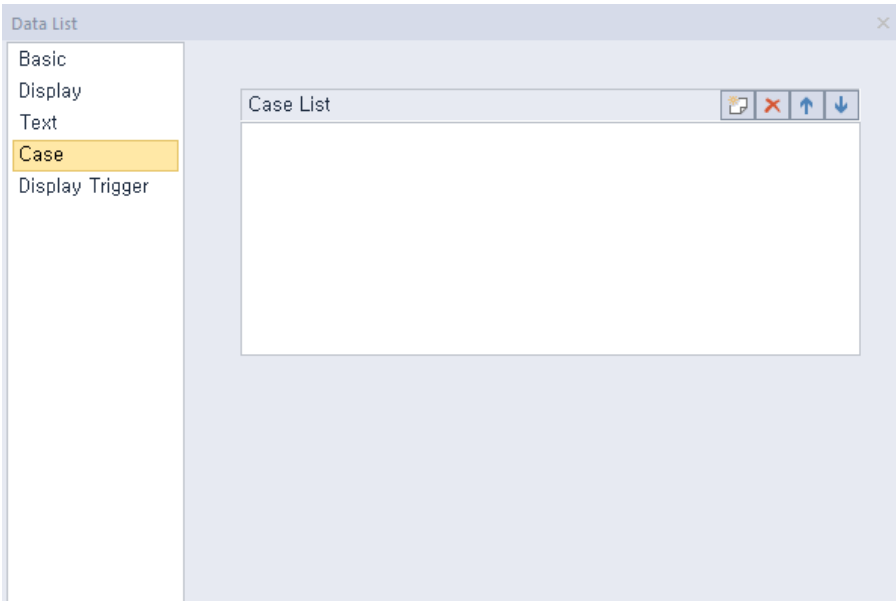 Data List
Basic
Display
Text
Case
Display Trigger
Case List